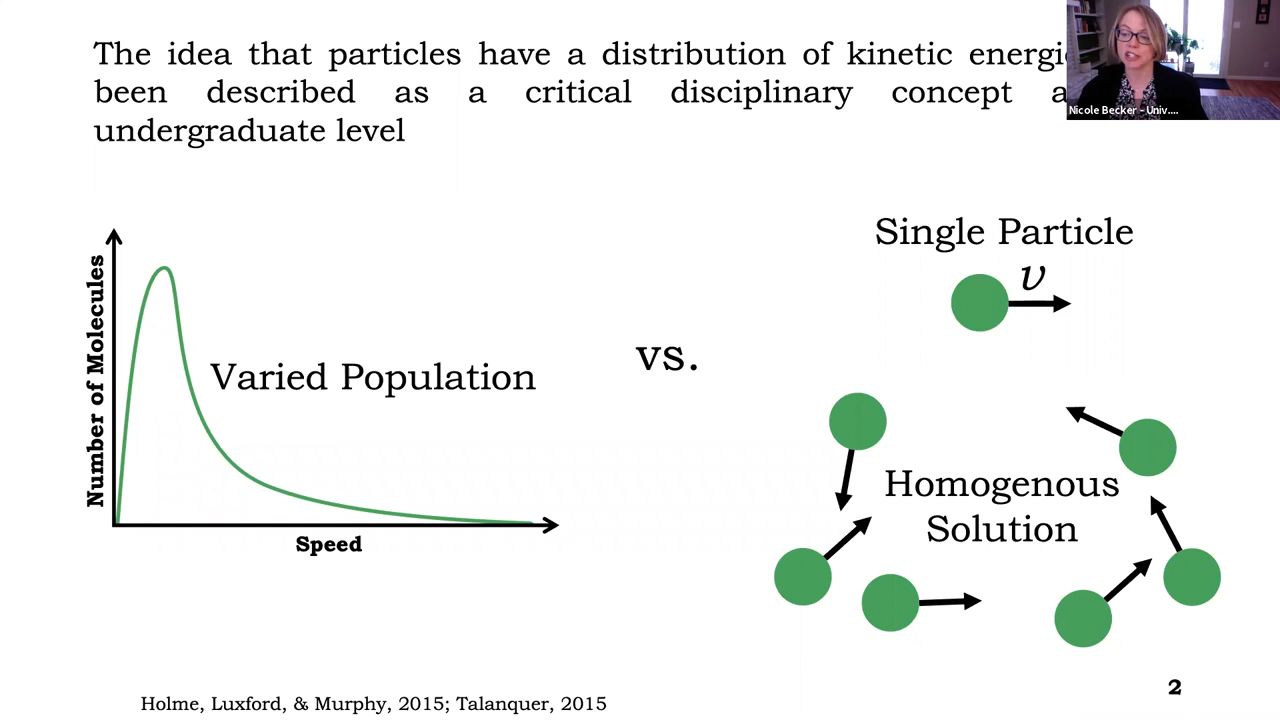 The idea that particles have a distribution of kinetic
been described as a critical disciplinary concept
undergraduate level
Nicole Becker - Univ....
Single Particle
v
Number of Molecules
Varied Population
vs.
Homogenous
Solution
Speed
Holme, Luxford, & Murphy, 2015; Talanquer, 2015
2